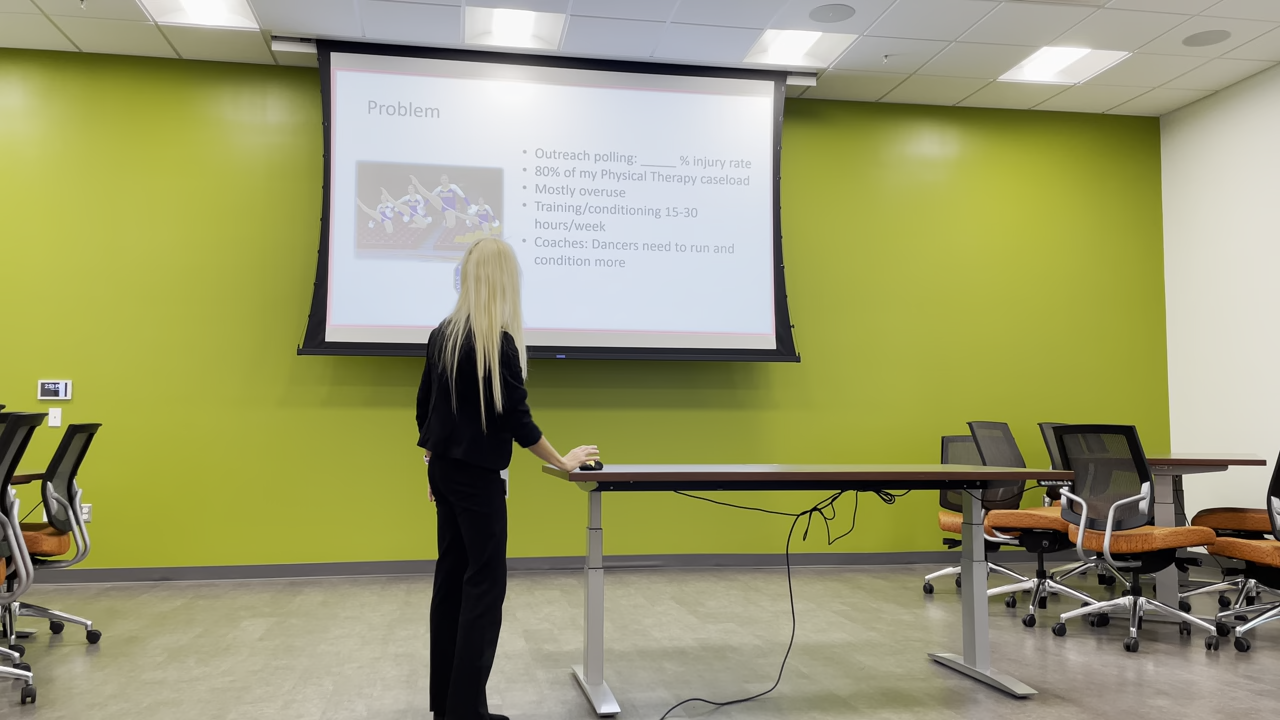 Problem
• Outreach polling: _____ % injury rate
• 80% of my Physical Therapy caseload
• Mostly overuse
• Training/conditioning 15-30
hours/week
• Coaches: Dancers need to run and
condition more